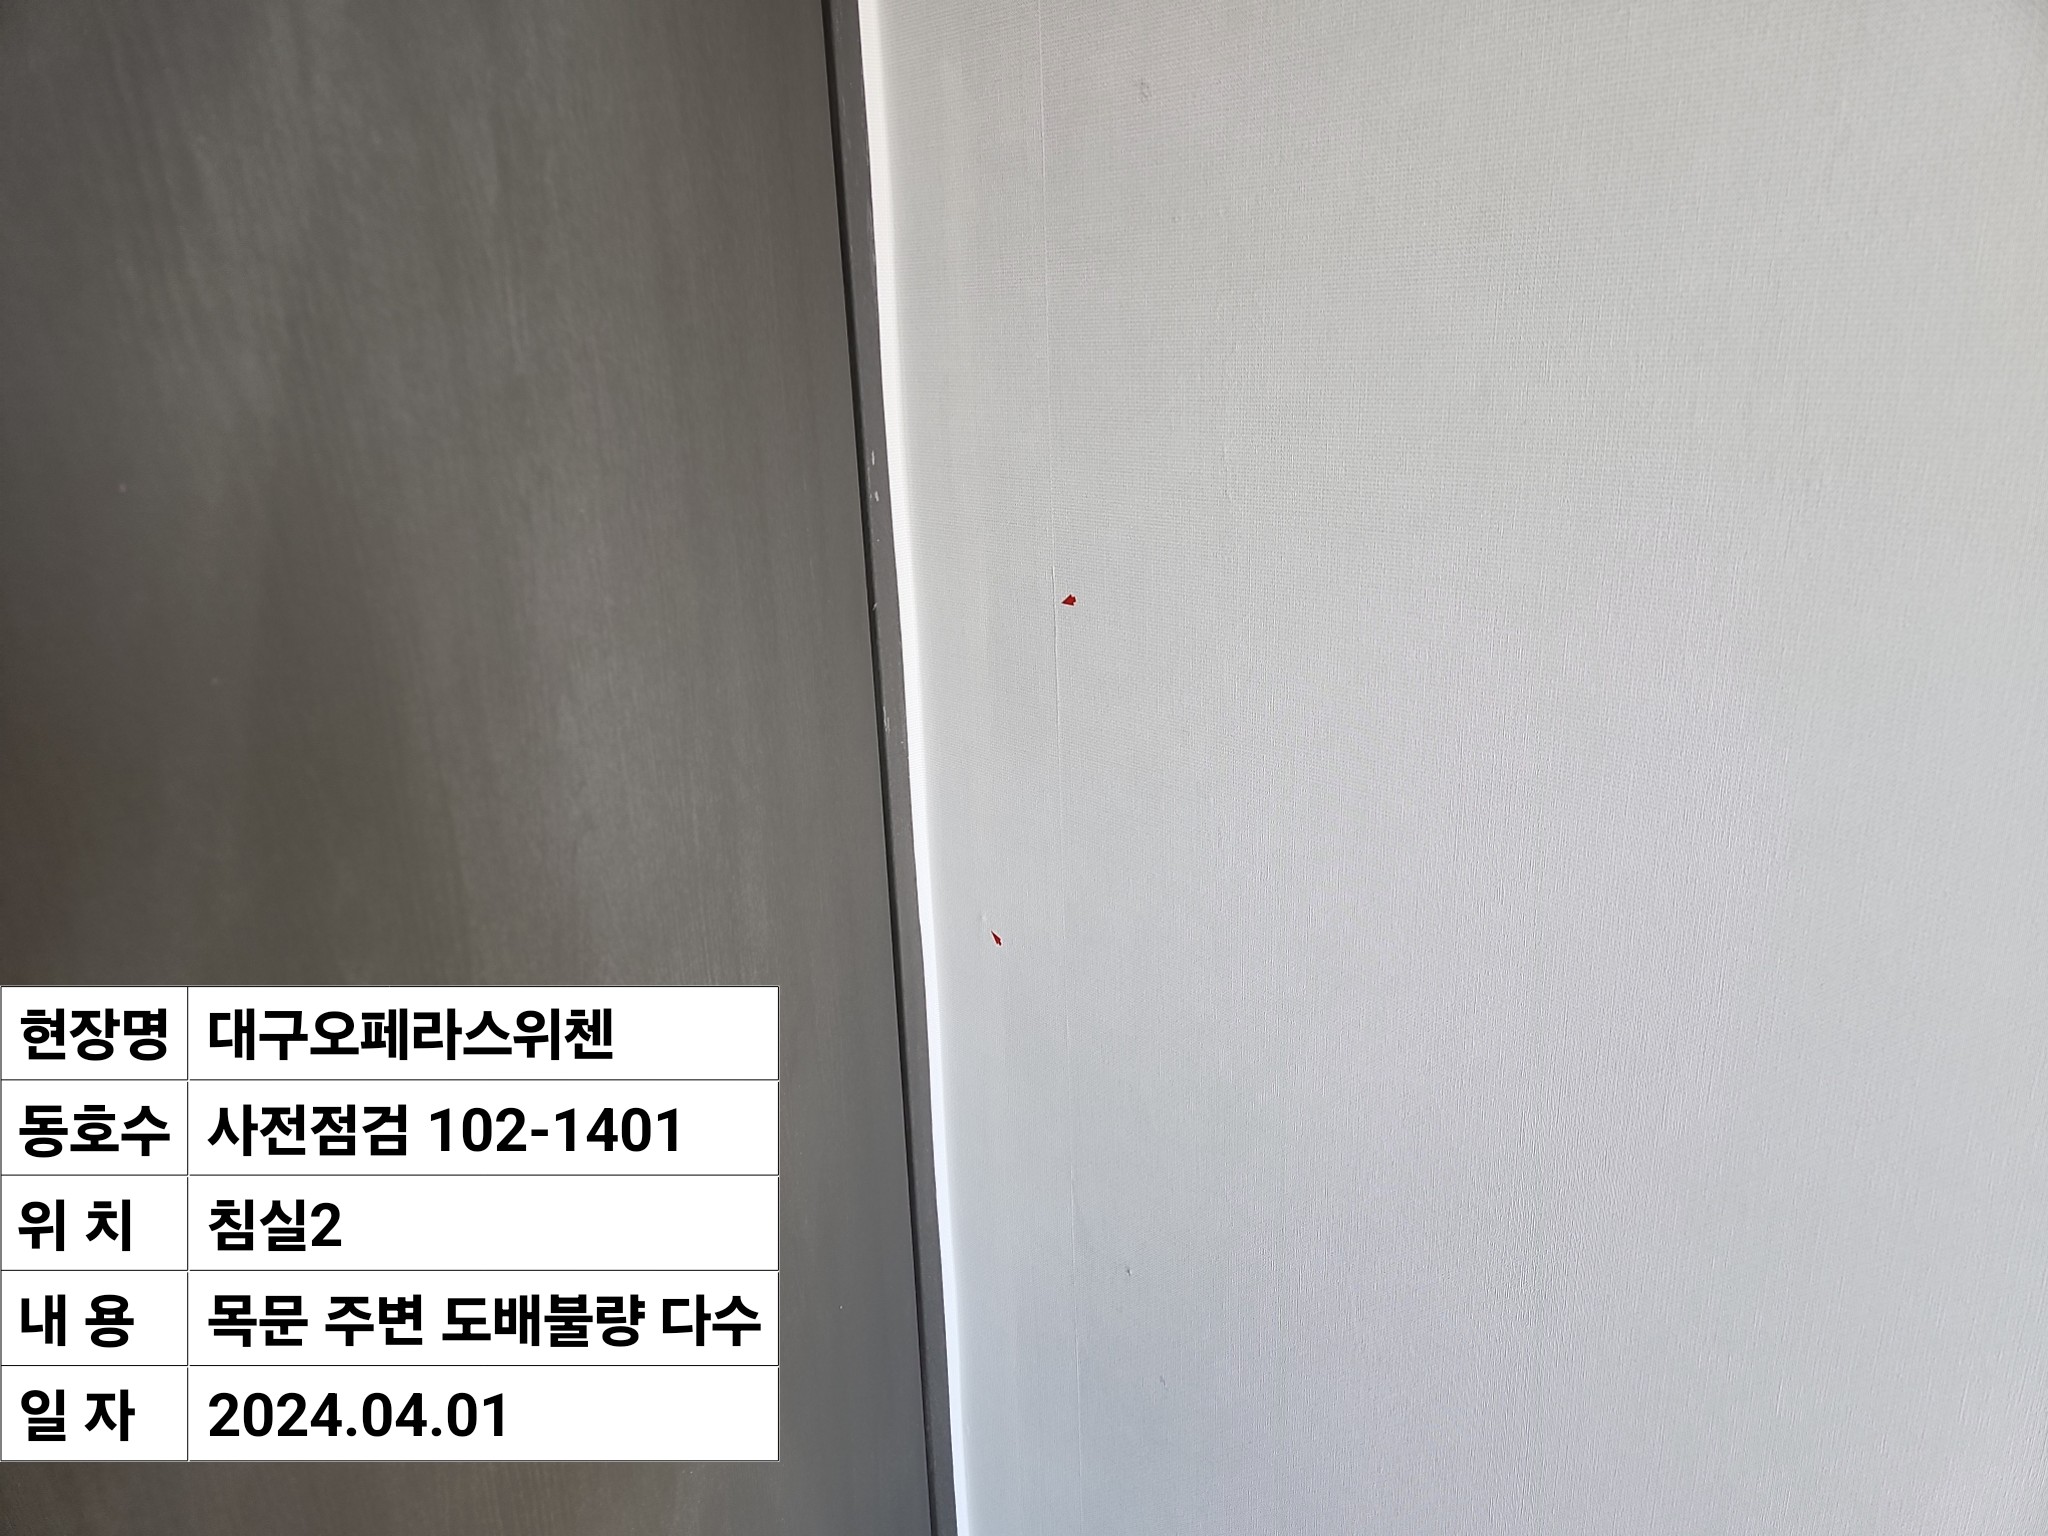 현장명 대구오페라스위첸
동호수 사전점검 102-1401
위 치 침실2
내 용 목문 주변 도배불량 다수
일 자 2024.04.01